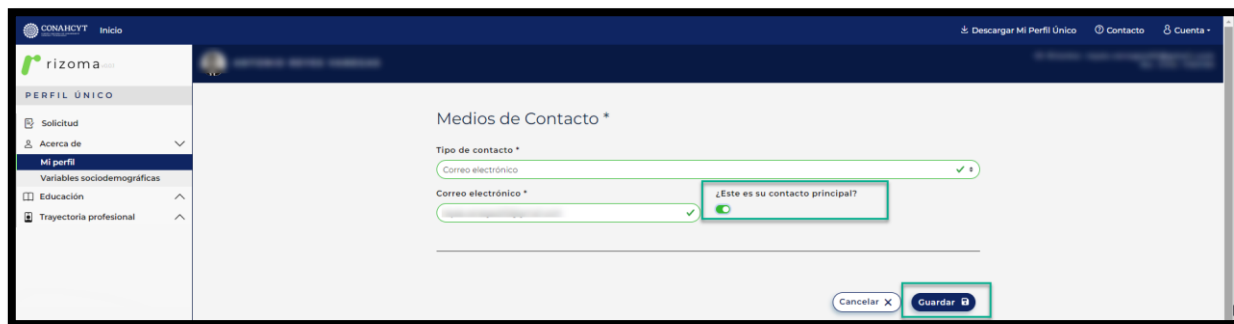 CONAHCYT Inicio
Descargar Mi Perfil Único Contacto Cuenta
rizoma
PERFIL ÚNICO
Solicitud
Acerca de
Mi perfil
Variables sociodemográficas
Educación
Trayectoria profesional
Medios de Contacto *
Tipo de contacto *
Correo electrónico
Correo electrónico * ¿Este es su contacto principal?
Cancelar X Guardar